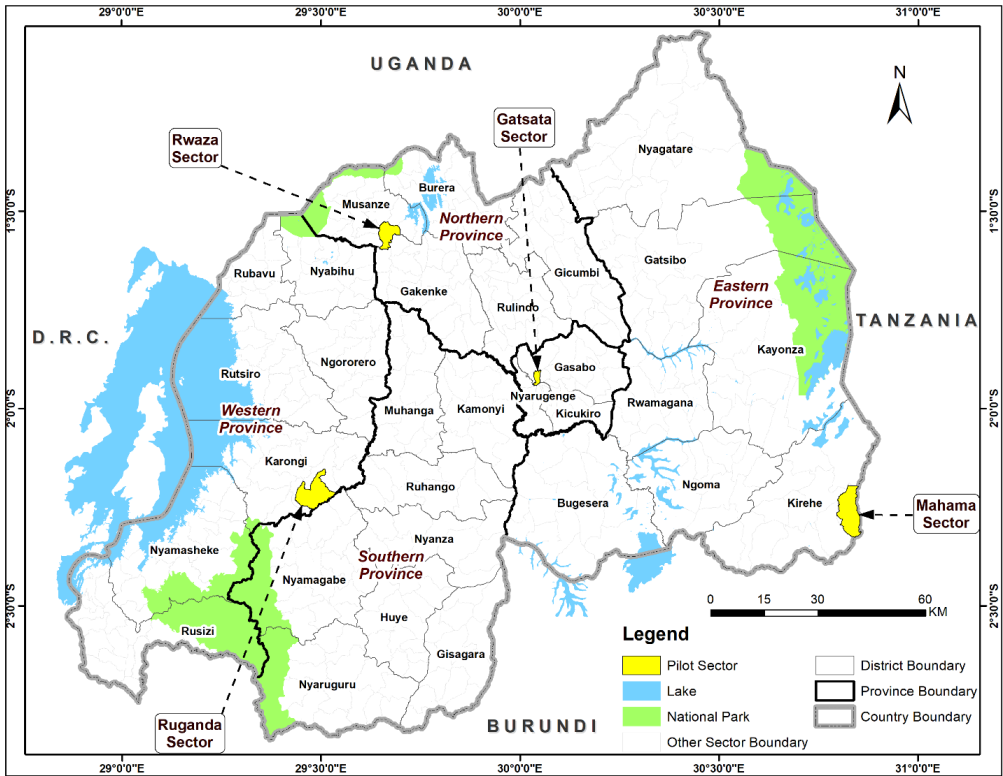 29°0'0"E
29°30'0"E
30°0'0"E
30°30'0"E
31°0'0"E
UGANDA
N
Gatsata
Sector
Rwaza
Sector
Nyagatare
Burera
Musanze
1°30'0"S
1°30'0"S
Northern
Province
Gatsibo
Rubavu
Nyabihu
Gicumbi
Gakenke
Eastern
Province
Rulindo
TANZANIA
D.R.C.
Kayonza
Ngororero
Gasabo
Rutsiro
Nyarugenge
Rwamagana
2°0'0"S
2°0'0"S
Western
Province
Muhanga
Kamonyi
Kicukiro
Karongi
Ruhango
Ngoma
Bugesera
Kirehe
Mahama
Sector
Nyanza
Nyamasheke
Southern
Province
Nyamagabe
2°30'0"S
2°30'0"S
0 15 30 60
KM
Huye
Rusizi
Gisagara
Nyaruguru
Legend
Pilot Sector
Lake
National Park
Other Sector Boundary
District Boundary
Province Boundary
Country Boundary
Ruganda
Sector
BURUNDI
29°0'0"E
29°30'0"E
30°0'0"E
30°30'0"E
31°0'0"E